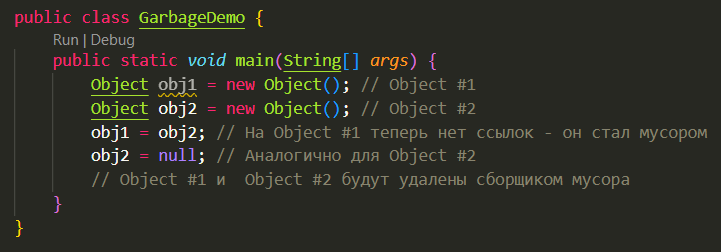 public class GarbageDemo {
Run | Debug
public static void main(String[] args) {
Object obj1 = new Object(); // Object #1
Object obj2 = new Object(); // Object #2
obj1 = obj2; // На Object #1 теперь нет ссылок - он стал мусором
obj2 = null; // Аналогично для Object #2
// Object #1 и  Object #2 будут удалены сборщиком мусора
}
}